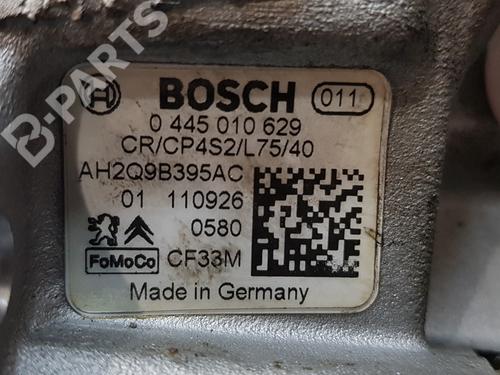 B-PARTS
BOSCH 011
0 445 010 629
CR/CP4S2/L75/40
AH2Q9B395AC
01 110926
0580
FoMoCo CF33M
Made in Germany